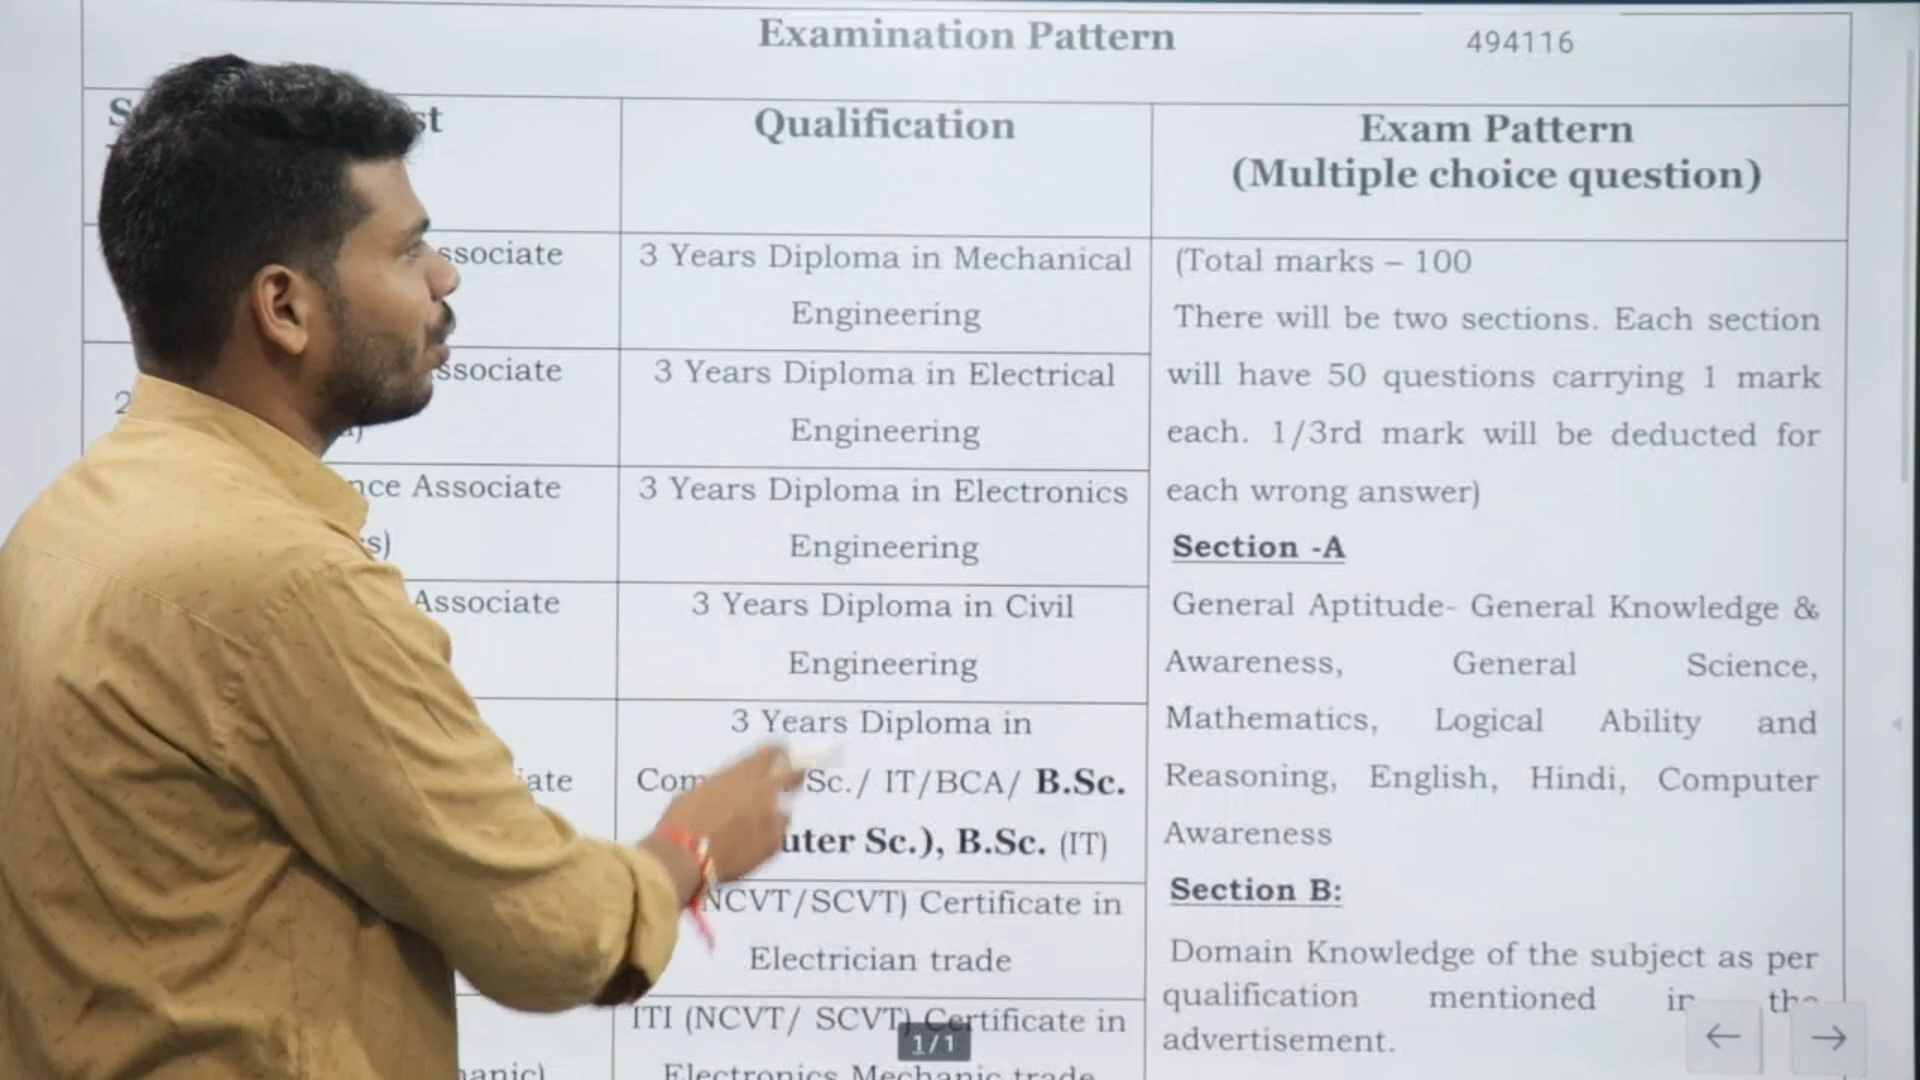 Examination Pattern
494116
Qualification
Exam Pattern
(Multiple choice question)
3 Years Diploma in Mechanical
Engineering
3 Years Diploma in Electrical
Engineering
Associate
3 Years Diploma in Electronics
Engineering
Associate
3 Years Diploma in Civil
Engineering
3 Years Diploma in
Sc./ IT/BCA/ B.Sc.
Sc.), B.Sc. (IT)
NCVT/SCVT) Certificate in
Electrician trade
ITI (NCVT/ SCVT) Certificate in
Electronics Mechanic trade
(Total marks – 100
There will be two sections. Each section
will have 50 questions carrying 1 mark
each. 1/3rd mark will be deducted for
each wrong answer)
Section -A
General Aptitude- General Knowledge &
Awareness, General Science,
Mathematics, Logical Ability and
Reasoning, English, Hindi, Computer
Awareness
Section B:
Domain Knowledge of the subject as per
qualification mentioned in the
advertisement.
1/1